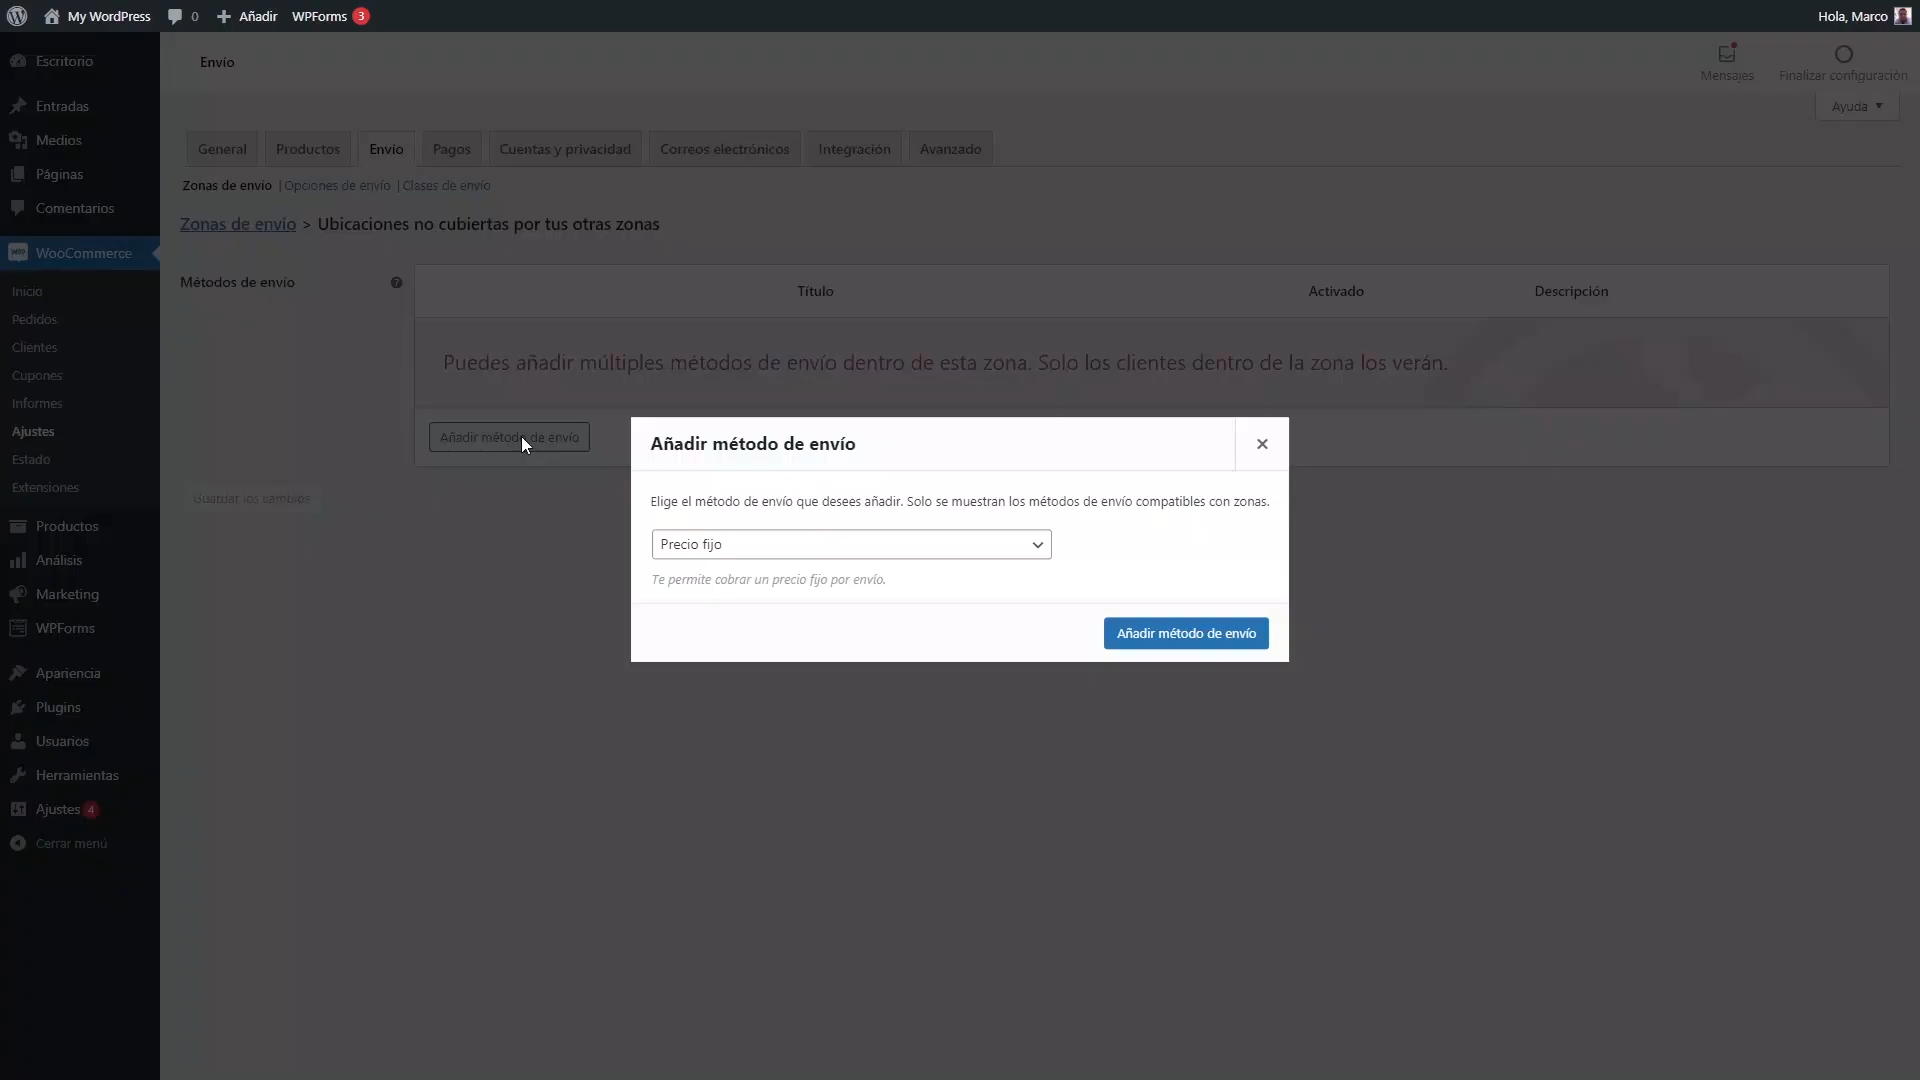 My WordPress 0 Añadir WPForms 3 Hola, Marco
Escritorio
Entradas
Medios
Páginas
Comentarios
WooCommerce
Inicio
Pedidos
Clientes
Cupones
Informes
Ajustes
Estado
Extensiones
Productos
Análisis
Marketing
WPForms
Apariencia
Plugins
Usuarios
Herramientas
Ajustes 4
Cerrar menú
Envío
Mensajes Finalizar configuración
Ayuda
General Productos Envío Pagos Cuentas y privacidad Correos electrónicos Integración Avanzado
Zonas de envío | Opciones de envío | Clases de envío
Zonas de envío > Ubicaciones no cubiertas por tus otras zonas
Métodos de envío ?
Título Activado Descripción
Puedes añadir múltiples métodos de envío dentro de esta zona. Solo los clientes dentro de la zona los verán.
Añadir método de envío
Guardar los cambios
Añadir método de envío
Elige el método de envío que desees añadir. Solo se muestran los métodos de envío compatibles con zonas.
Precio fijo
Te permite cobrar un precio fijo por envío.
Añadir método de envío